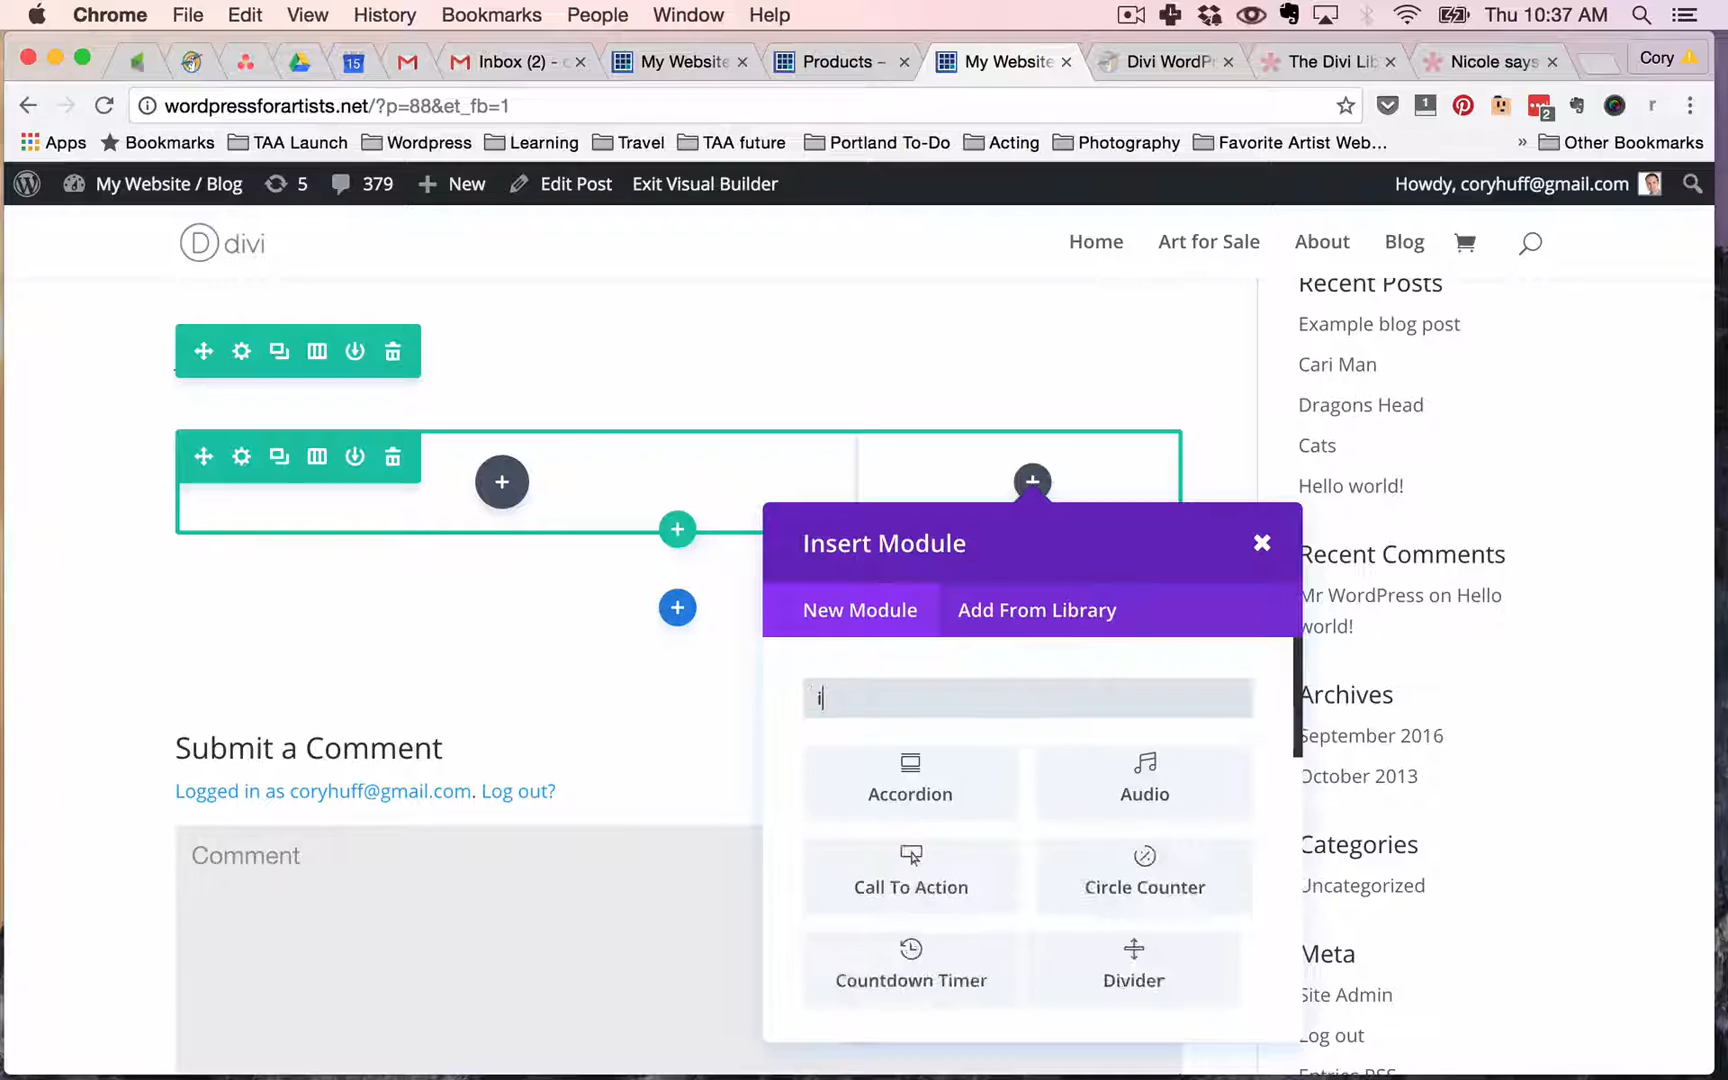 Chrome File Edit View History Bookmarks People Window Help Thu 10:37 AM
15 Inbox (2) - c My Website Products – My Website Divi WordPr The Divi Lib Nicole says Cory
wordpressforartists.net/?p=88&et_fb=1 1 2 r
Apps Bookmarks TAA Launch Wordpress Learning Travel TAA future Portland To-Do Acting Photography Favorite Artist Web... » Other Bookmarks
My Website / Blog 5 379 New Edit Post Exit Visual Builder Howdy, coryhuff@gmail.com
D divi Home Art for Sale About Blog
Recent Posts
Example blog post
Cari Man
Dragons Head
Cats
Hello world!
Insert Module
New Module Add From Library
i
Accordion Audio
Call To Action Circle Counter
Countdown Timer Divider
Recent Comments
Mr WordPress on Hello
world!
Archives
September 2016
October 2013
Categories
Uncategorized
Meta
Site Admin
Log out
Entries RSS
Submit a Comment
Logged in as coryhuff@gmail.com. Log out?
Comment